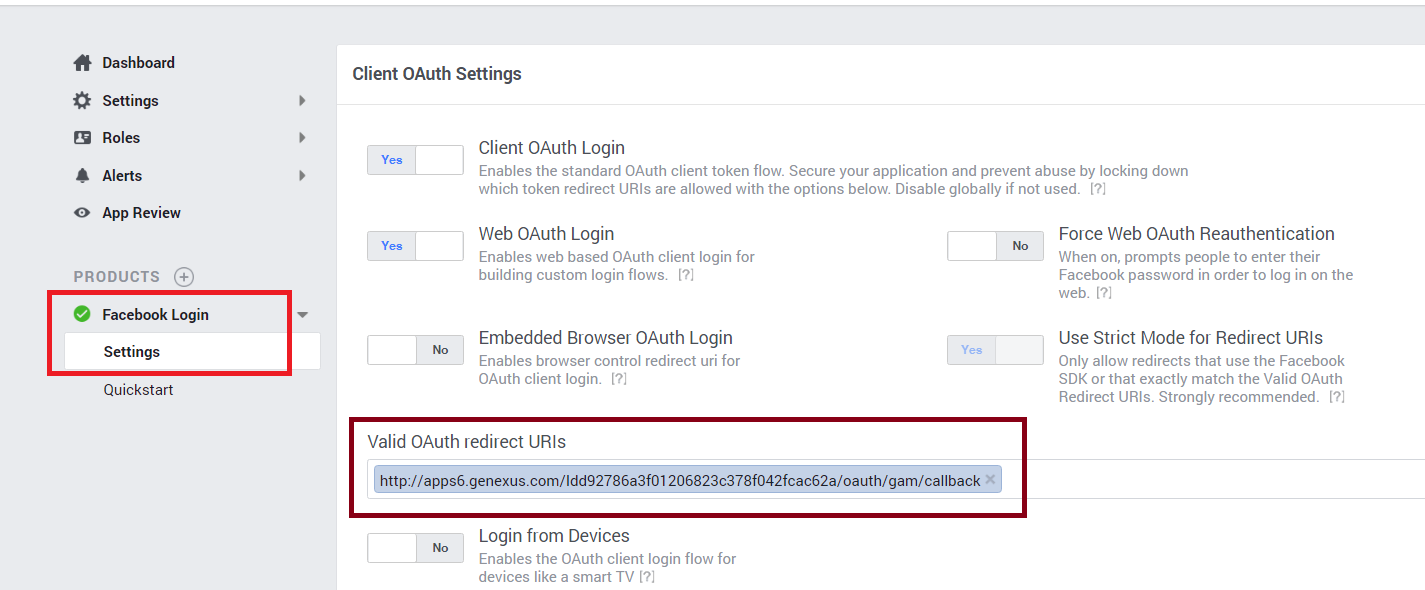 Dashboard
Settings
Roles
Alerts
App Review
PRODUCTS
Facebook Login
Settings
Quickstart
Client OAuth Settings
Yes
Client OAuth Login
Enables the standard OAuth client token flow. Secure your application and prevent abuse by locking down
which token redirect URIs are allowed with the options below. Disable globally if not used. [?]
Yes
Web OAuth Login
Enables web based OAuth client login for
building custom login flows. [?]
No
Force Web OAuth Reauthentication
When on, prompts people to enter their
Facebook password in order to log in on the
web. [?]
No
Embedded Browser OAuth Login
Enables browser control redirect uri for
OAuth client login. [?]
Yes
Use Strict Mode for Redirect URIs
Only allow redirects that use the Facebook
SDK or that exactly match the Valid OAuth
Redirect URIs. Strongly recommended. [?]
Valid OAuth redirect URIs
http://apps6.genexus.com/Idd92786a3f01206823c378f042fcac62a/oauth/gam/callback
No
Login from Devices
Enables the OAuth client login flow for
devices like a smart TV [?]